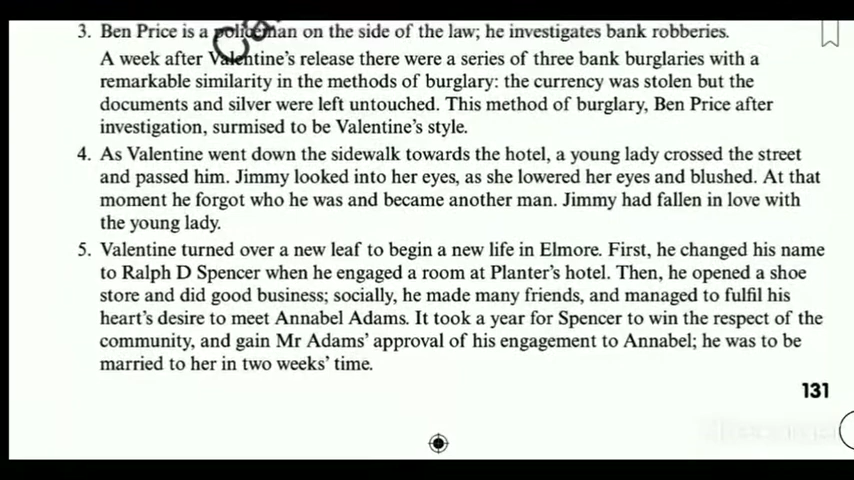 3. Ben Price is a policeman on the side of the law; he investigates bank robberies.
A week after Valentine's release there were a series of three bank burglaries with a
remarkable similarity in the methods of burglary: the currency was stolen but the
documents and silver were left untouched. This method of burglary, Ben Price after
investigation, surmised to be Valentine's style.
4. As Valentine went down the sidewalk towards the hotel, a young lady crossed the street
and passed him. Jimmy looked into her eyes, as she lowered her eyes and blushed. At that
moment he forgot who he was and became another man. Jimmy had fallen in love with
the young lady.
5. Valentine turned over a new leaf to begin a new life in Elmore. First, he changed his name
to Ralph D Spencer when he engaged a room at Planter's hotel. Then, he opened a shoe
store and did good business; socially, he made many friends, and managed to fulfil his
heart's desire to meet Annabel Adams. It took a year for Spencer to win the respect of the
community, and gain Mr Adams' approval of his engagement to Annabel; he was to be
married to her in two weeks' time.
131